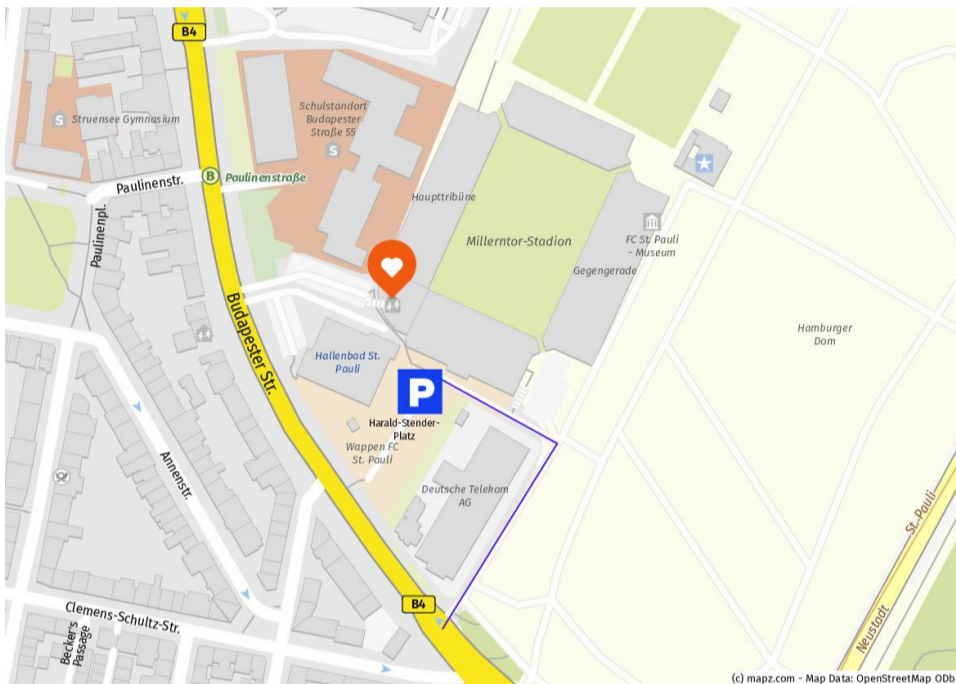 B4
Struensee Gymnasium
S
Schulstandort
Budapester
Straße 55
S
Paulinenstr.
B
Paulinenstraße
Paulinenpl.
Haupttribüne
Millerntor-Stadion
FC St. Pauli
- Museum
Gegengerade
Budapester Str.
Hamburger
Dom
Hallenbad St.
Pauli
P
Harald-Stender-
Platz
Wappen FC
St. Pauli
Annenstr.
Deutsche Telekom
AG
St. Pauli
Neustadt
B4
Clemens-Schultz-Str.
Becker's
Passage
(c) mapz.com - Map Data: OpenStreetMap ODb